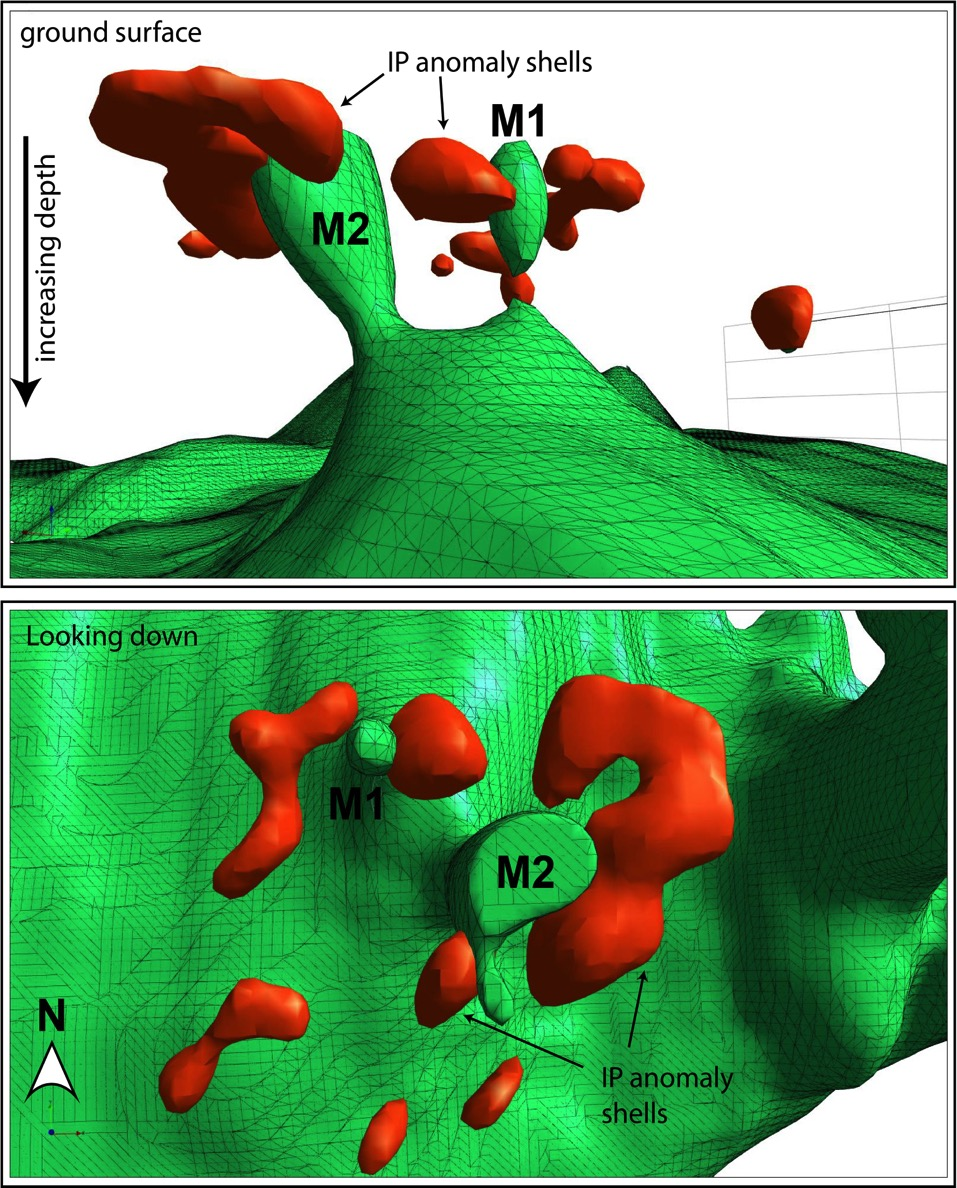 ground surface
IP anomaly shells
M1
M2
increasing depth
Looking down
M1
M2
N
IP anomaly
shells